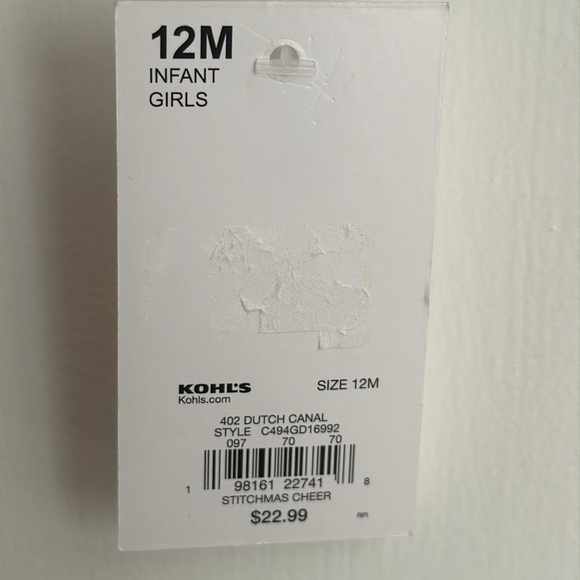 12M
INFANT
GIRLS
KOHL'S SIZE 12M
Kohls.com
402 DUTCH CANAL
STYLE C494GD16992
097 70 70
1 98161 22741 8
STITCHMAS CHEER
$22.99 RPI